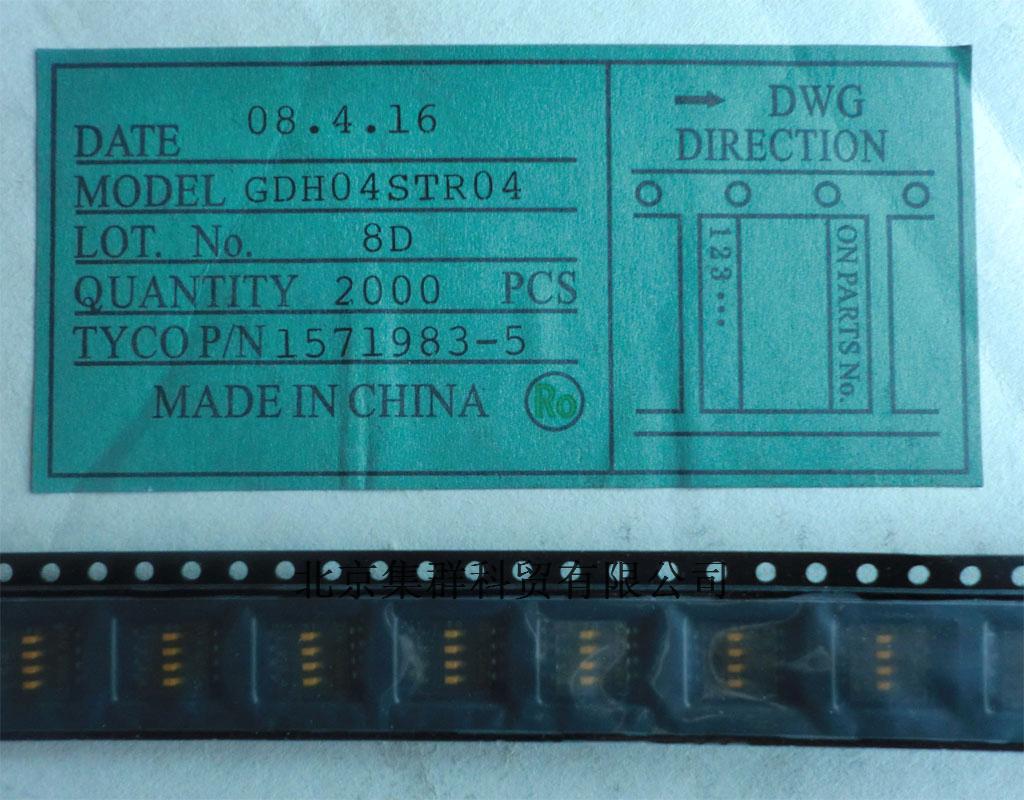 DATE 08.4.16
MODEL GDH04STR04
LOT. No. 8D
QUANTITY 2000 PCS
TYCO P/N 1571983-5
MADE IN CHINA Ro
DWG
DIRECTION
123...
ON PARTS No.
北京集群科贸有限公司